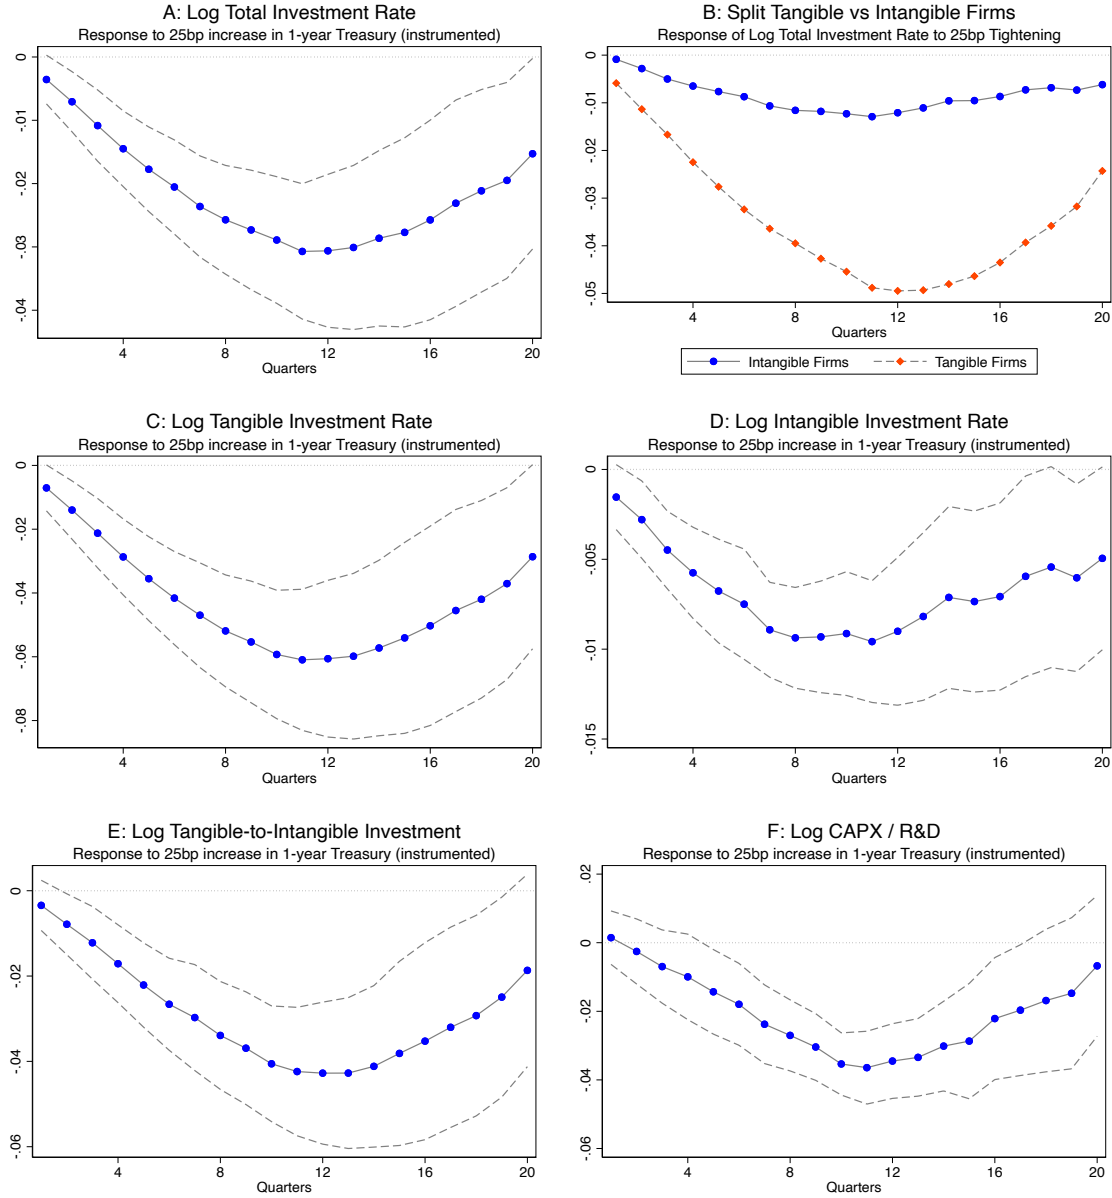 A: Log Total Investment Rate
Response to 25bp increase in 1-year Treasury (instrumented)
0
-.01
-.02
-.03
-.04
4 8 12 16 20
Quarters
B: Split Tangible vs Intangible Firms
Response of Log Total Investment Rate to 25bp Tightening
0
-.01
-.02
-.03
-.04
-.05
4 8 12 16 20
Quarters
Intangible Firms Tangible Firms
C: Log Tangible Investment Rate
Response to 25bp increase in 1-year Treasury (instrumented)
0
-.02
-.04
-.06
-.08
4 8 12 16 20
Quarters
D: Log Intangible Investment Rate
Response to 25bp increase in 1-year Treasury (instrumented)
0
-.005
-.01
-.015
4 8 12 16 20
Quarters
E: Log Tangible-to-Intangible Investment
Response to 25bp increase in 1-year Treasury (instrumented)
0
-.02
-.04
-.06
4 8 12 16 20
Quarters
F: Log CAPX / R&D
Response to 25bp increase in 1-year Treasury (instrumented)
.02
0
-.02
-.04
-.06
4 8 12 16 20
Quarters